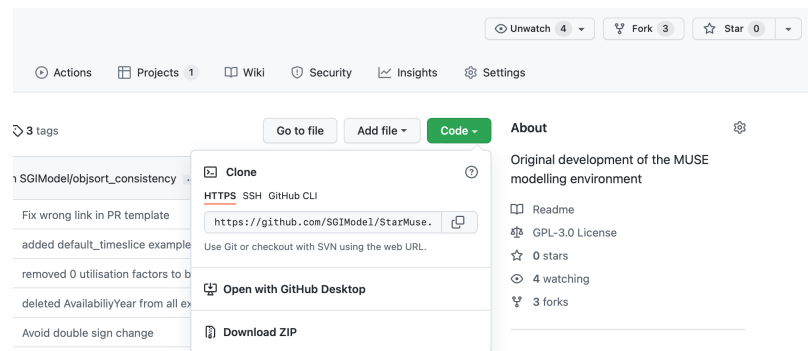 Unwatch 4 Fork 3 Star 0
Actions Projects 1 Wiki Security Insights Settings
3 tags Go to file Add file Code About
Original development of the MUSE
modelling environment
SGIModel/objsort_consistency
Clone
HTTPS SSH GitHub CLI
https://github.com/SGIModel/StarMuse.
Use Git or checkout with SVN using the web URL.
Open with GitHub Desktop
Download ZIP
Fix wrong link in PR template
added default_timeslice example
removed 0 utilisation factors to b
deleted AvailabiliyYear from all ex
Avoid double sign change
Readme
GPL-3.0 License
0 stars
4 watching
3 forks